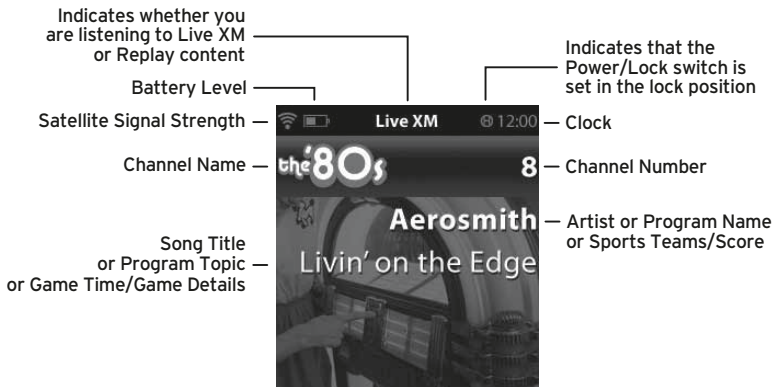 Indicates whether you
are listening to Live XM
or Replay content
Battery Level
Satellite Signal Strength
Channel Name
Song Title
or Program Topic
or Game Time/Game Details
Live XM
12:00
the '80s
8
Aerosmith
Livin' on the Edge
Indicates that the
Power/Lock switch is
set in the lock position
Clock
Channel Number
Artist or Program Name
or Sports Teams/Score